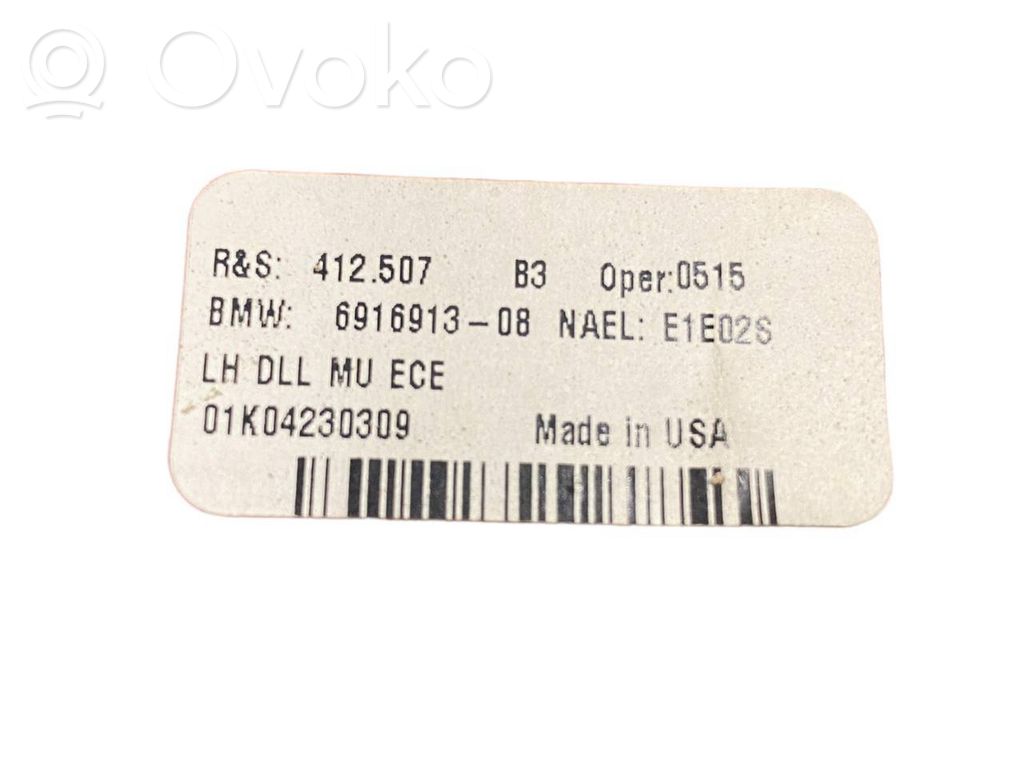 Ovoko
R&S: 412.507 B3 Oper:0515
BMW: 6916913-08 NAEL: E1E02S
LH DLL MU ECE
01K04230309 Made in USA